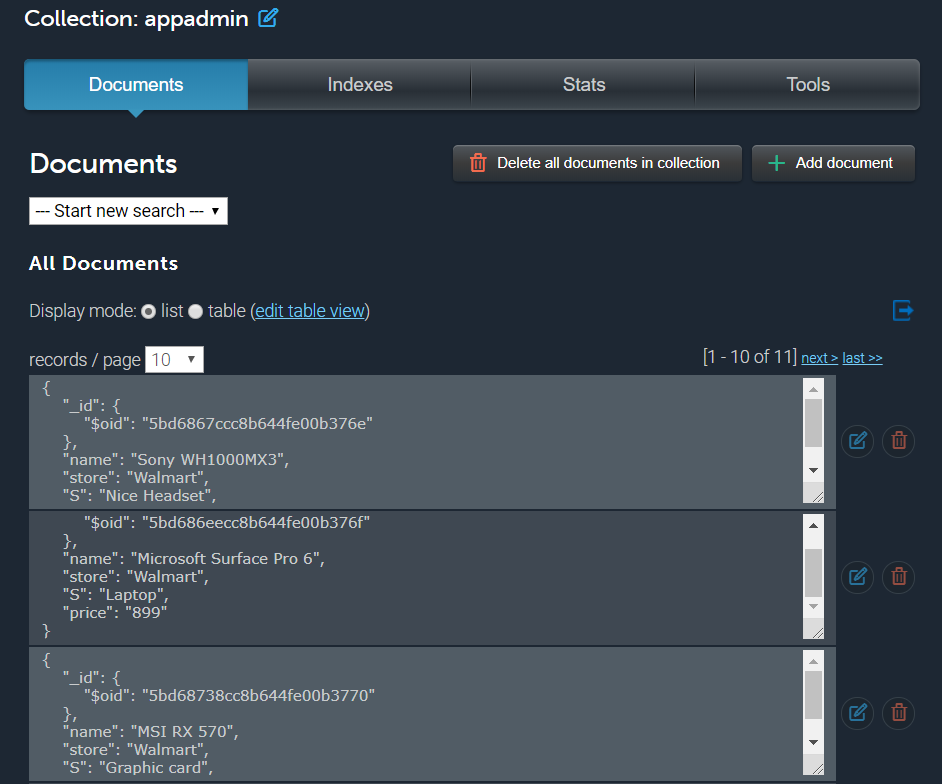 Collection: appadmin
Documents Indexes Stats Tools
Documents
Delete all documents in collection
Add document
--- Start new search ---
All Documents
Display mode: list table (edit table view)
records / page 10
[1 - 10 of 11] next > last >>
{
"_id": {
"$oid": "5bd6867ccc8b644fe00b376e"
},
"name": "Sony WH1000MX3",
"store": "Walmart",
"S": "Nice Headset",
"$oid": "5bd686eecc8b644fe00b376f"
},
"name": "Microsoft Surface Pro 6",
"store": "Walmart",
"S": "Laptop",
"price": "899"
}
{
"_id": {
"$oid": "5bd68738cc8b644fe00b3770"
},
"name": "MSI RX 570",
"store": "Walmart",
"S": "Graphic card",